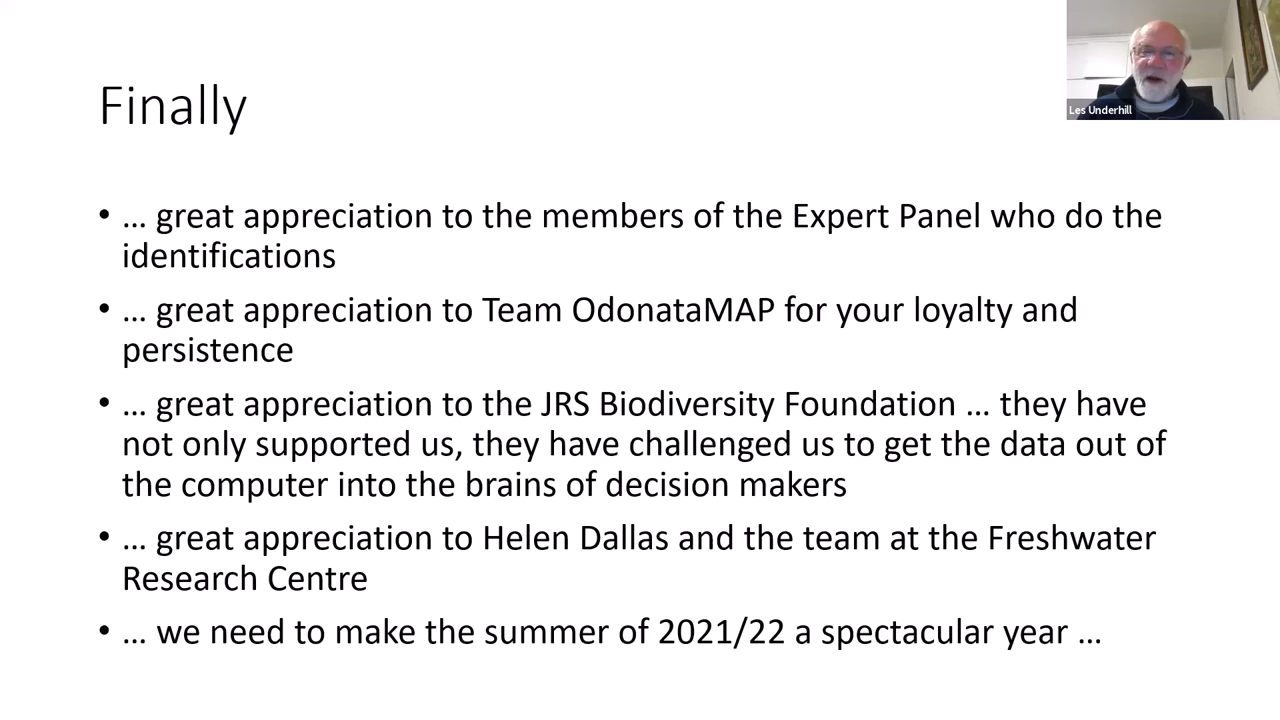 Les Underhill
Finally
• ... great appreciation to the members of the Expert Panel who do the
identifications
• ... great appreciation to Team OdonataMAP for your loyalty and
persistence
• ... great appreciation to the JRS Biodiversity Foundation ... they have
not only supported us, they have challenged us to get the data out of
the computer into the brains of decision makers
• ... great appreciation to Helen Dallas and the team at the Freshwater
Research Centre
• ... we need to make the summer of 2021/22 a spectacular year ...